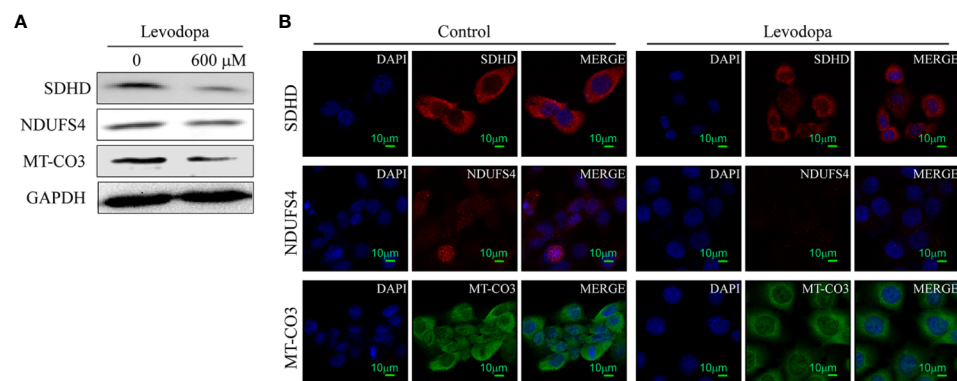 A
Levodopa
0 600 μM
SDHD
NDUFS4
MT-CO3
GAPDH
B
Control Levodopa
SDHD
DAPI SDHD MERGE DAPI SDHD MERGE
10μm 10μm 10μm 10μm 10μm 10μm
NDUFS4
DAPI NDUFS4 MERGE DAPI NDUFS4 MERGE
10μm 10μm 10μm 10μm 10μm 10μm
MT-CO3
DAPI MT-CO3 MERGE DAPI MT-CO3 MERGE
10μm 10μm 10μm 10μm 10μm 10μm